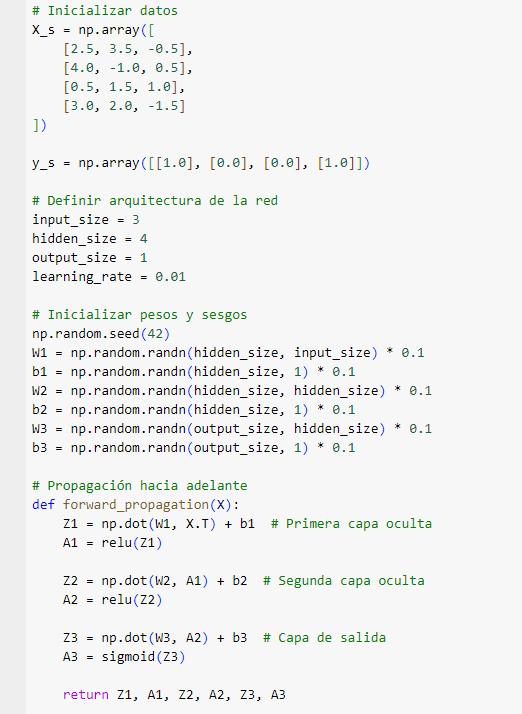 # Inicializar datos
X_s = np.array([
    [2.5, 3.5, -0.5],
    [4.0, -1.0, 0.5],
    [0.5, 1.5, 1.0],
    [3.0, 2.0, -1.5]
])
y_s = np.array([[1.0], [0.0], [0.0], [1.0]])
# Definir arquitectura de la red
input_size = 3
hidden_size = 4
output_size = 1
learning_rate = 0.01
# Inicializar pesos y sesgos
np.random.seed(42)
W1 = np.random.randn(hidden_size, input_size) * 0.1
b1 = np.random.randn(hidden_size, 1) * 0.1
W2 = np.random.randn(hidden_size, hidden_size) * 0.1
b2 = np.random.randn(hidden_size, 1) * 0.1
W3 = np.random.randn(output_size, hidden_size) * 0.1
b3 = np.random.randn(output_size, 1) * 0.1
# Propagación hacia adelante
def forward_propagation(X):
    Z1 = np.dot(W1, X.T) + b1  # Primera capa oculta
    A1 = relu(Z1)
    Z2 = np.dot(W2, A1) + b2  # Segunda capa oculta
    A2 = relu(Z2)
    Z3 = np.dot(W3, A2) + b3  # Capa de salida
    A3 = sigmoid(Z3)
    return Z1, A1, Z2, A2, Z3, A3